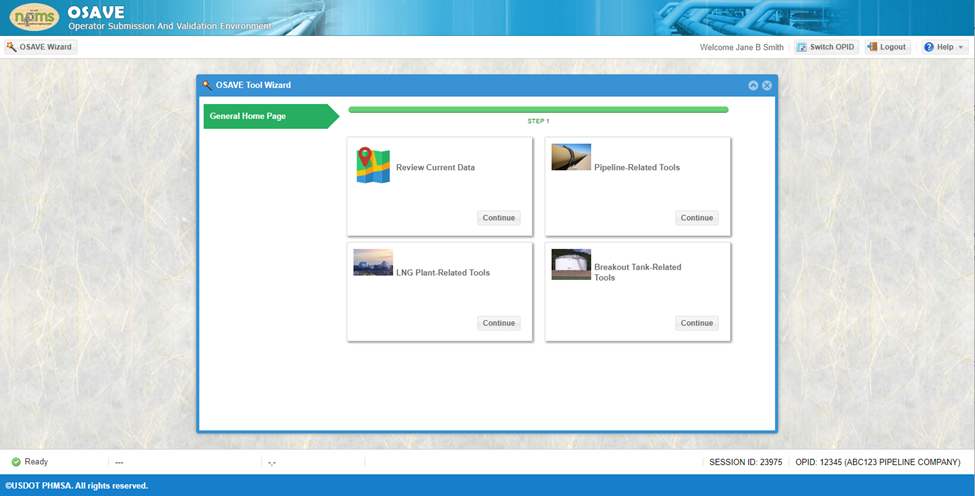 npms
OSAVE
Operator Submission And Validation Environment
OSAVE Wizard
Welcome Jane B Smith
Switch OPID
Logout
Help
OSAVE Tool Wizard
General Home Page
STEP 1
Review Current Data
Continue
Pipeline-Related Tools
Continue
LNG Plant-Related Tools
Continue
Breakout Tank-Related
Tools
Continue
Ready
---
-.-
SESSION ID: 23975
OPID: 12345 (ABC123 PIPELINE COMPANY)
©USDOT PHMSA. All rights reserved.